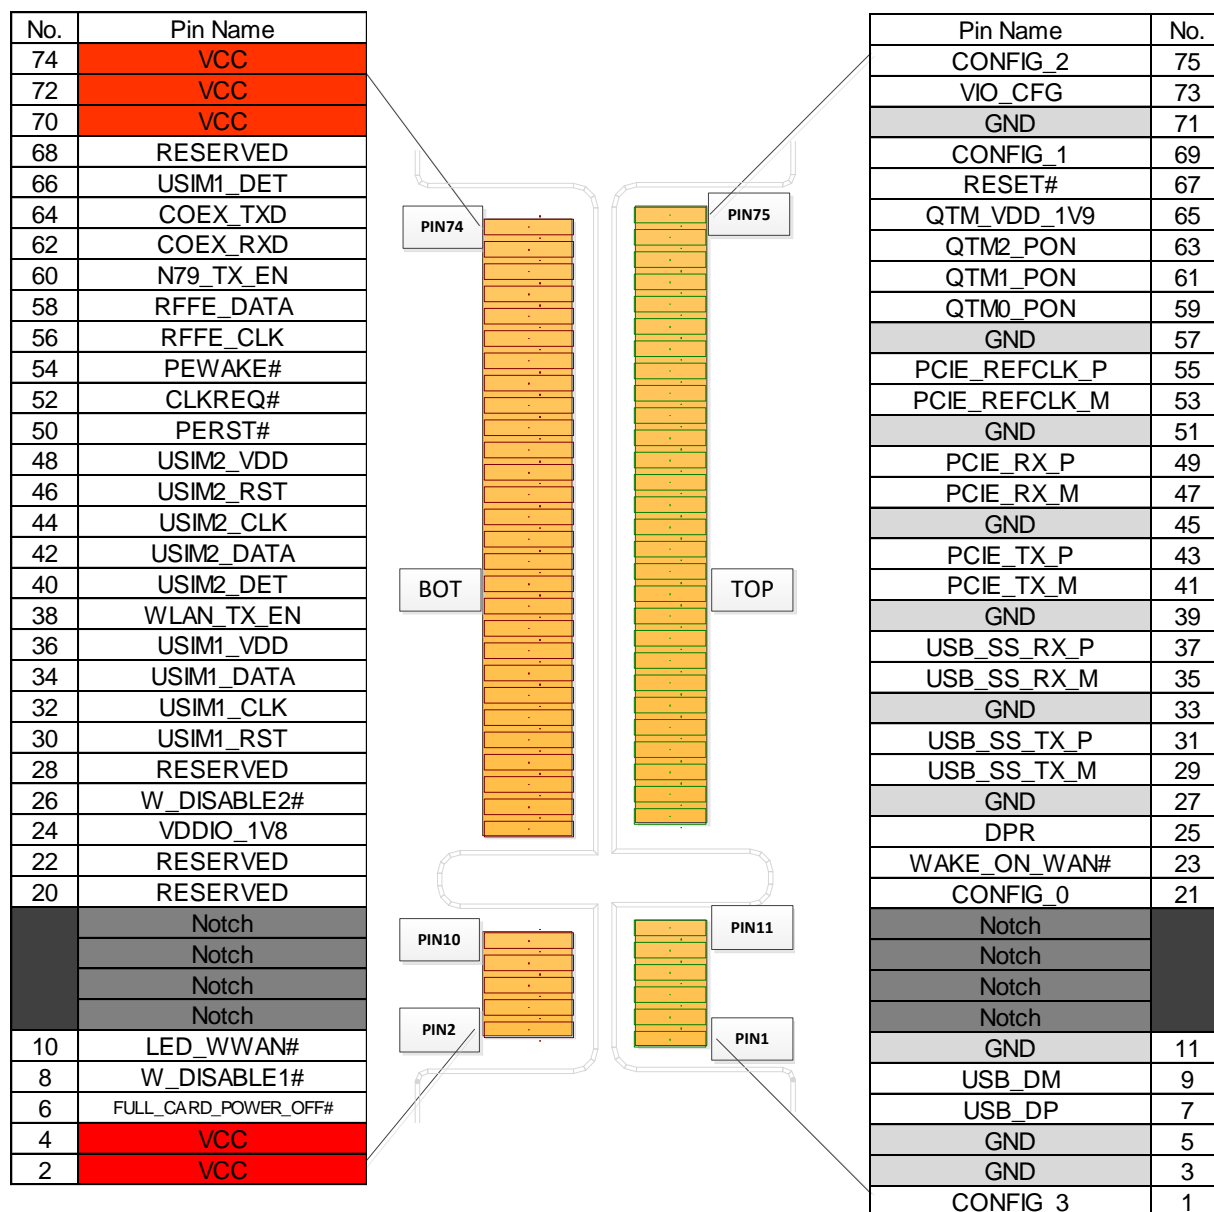 No. Pin Name
74 VCC
72 VCC
70 VCC
68 RESERVED
66 USIM1_DET
64 COEX_TXD
62 COEX_RXD
60 N79_TX_EN
58 RFFE_DATA
56 RFFE_CLK
54 PEWAKE#
52 CLKREQ#
50 PERST#
48 USIM2_VDD
46 USIM2_RST
44 USIM2_CLK
42 USIM2_DATA
40 USIM2_DET
38 WLAN_TX_EN
36 USIM1_VDD
34 USIM1_DATA
32 USIM1_CLK
30 USIM1_RST
28 RESERVED
26 W_DISABLE2#
24 VDDIO_1V8
22 RESERVED
20 RESERVED
Notch
Notch
Notch
Notch
10 LED_WWAN#
8 W_DISABLE1#
6 FULL_CARD_POWER_OFF#
4 VCC
2 VCC
PIN74
BOT
PIN10
PIN2
PIN75
TOP
PIN11
PIN1
Pin Name No.
CONFIG_2 75
VIO_CFG 73
GND 71
CONFIG_1 69
RESET# 67
QTM_VDD_1V9 65
QTM2_PON 63
QTM1_PON 61
QTM0_PON 59
GND 57
PCIE_REFCLK_P 55
PCIE_REFCLK_M 53
GND 51
PCIE_RX_P 49
PCIE_RX_M 47
GND 45
PCIE_TX_P 43
PCIE_TX_M 41
GND 39
USB_SS_RX_P 37
USB_SS_RX_M 35
GND 33
USB_SS_TX_P 31
USB_SS_TX_M 29
GND 27
DPR 25
WAKE_ON_WAN# 23
CONFIG_0 21
Notch
Notch
Notch
Notch
GND 11
USB_DM 9
USB_DP 7
GND 5
GND 3
CONFIG_3 1